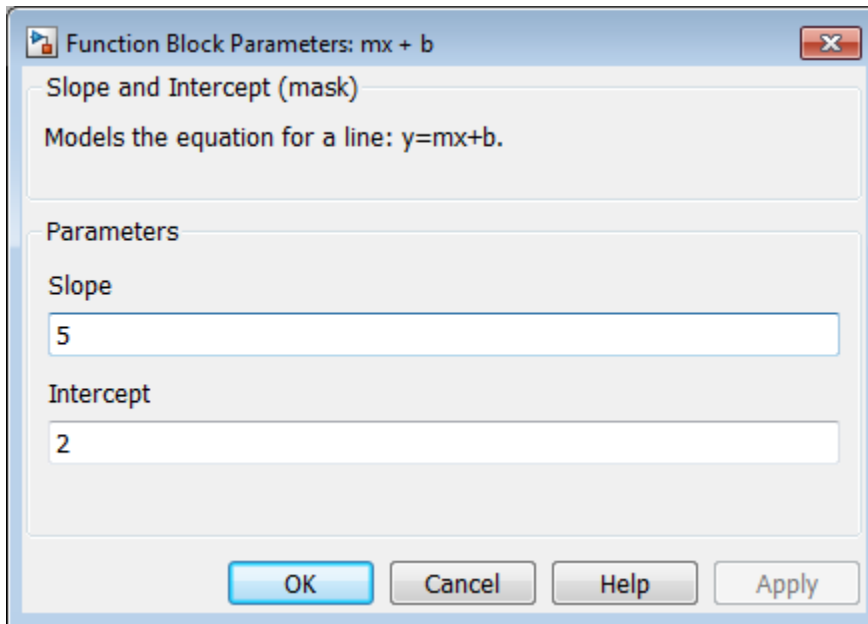 Function Block Parameters: mx + b
Slope and Intercept (mask)
Models the equation for a line: y=mx+b.
Parameters
Slope
5
Intercept
2
OK Cancel Help Apply